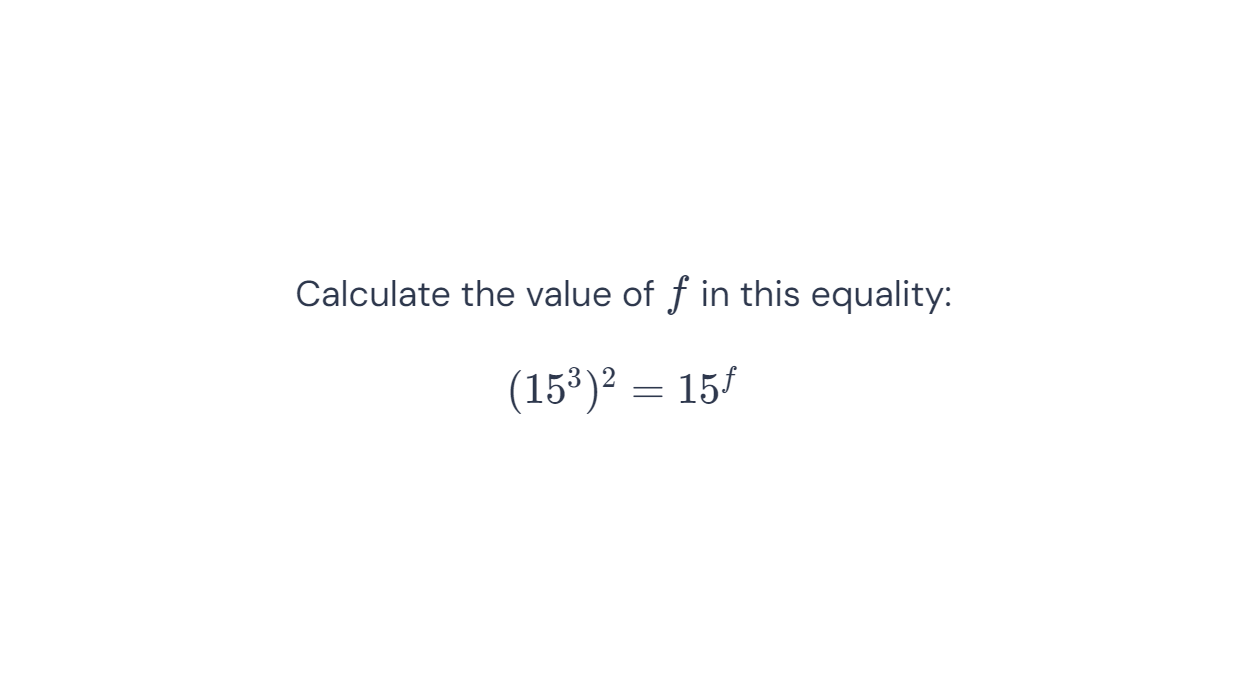 Calculate the value of f in this equality:
(15³)² = 15ᶠ